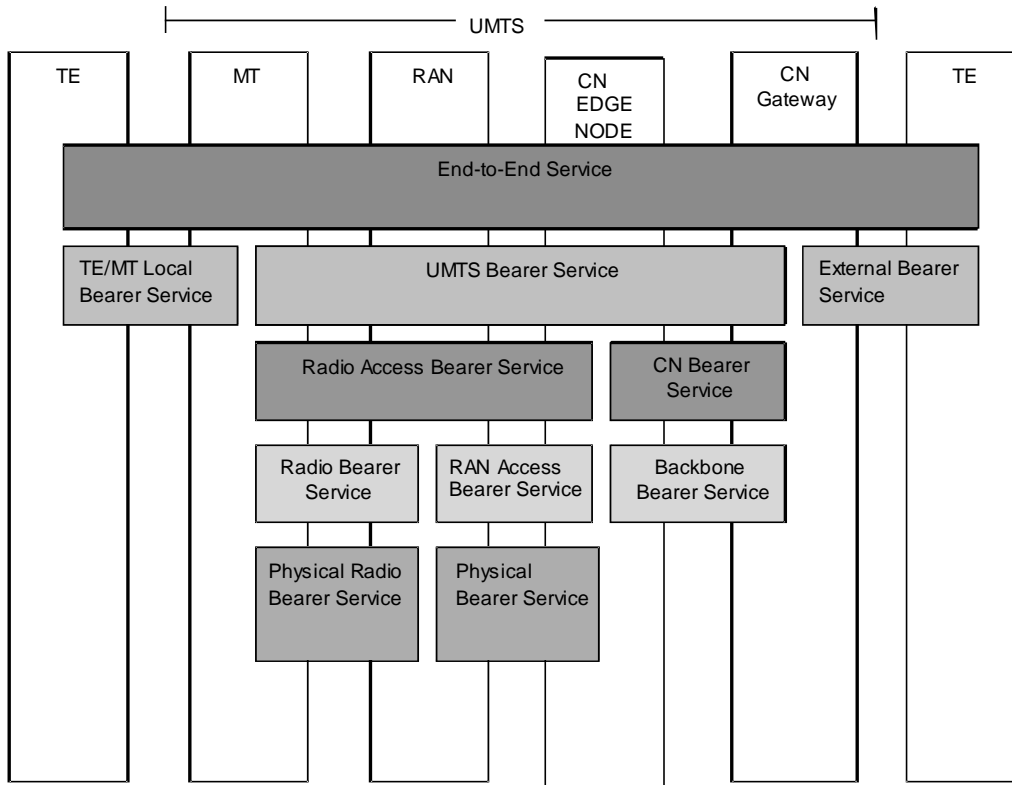 UMTS
TE
MT
RAN
CN
EDGE
NODE
CN
Gateway
TE
End-to-End Service
TE/MT Local
Bearer Service
UMTS Bearer Service
External Bearer
Service
Radio Access Bearer Service
CN Bearer
Service
Radio Bearer
Service
RAN Access
Bearer Service
Backbone
Bearer Service
Physical Radio
Bearer Service
Physical
Bearer Service